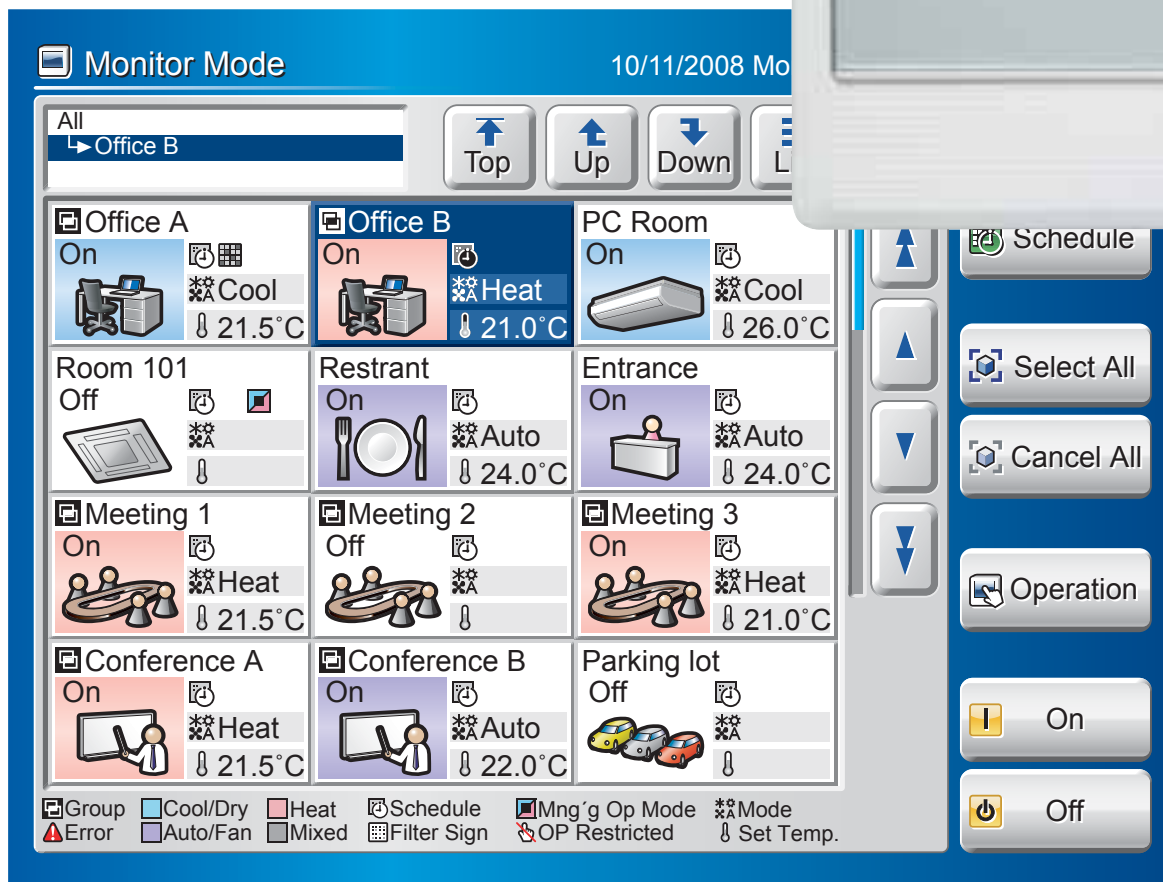 Monitor Mode
10/11/2008 Mo
All
Office B
Top
Up
Down
Office A
On
Cool
21.5°C
Office B
On
Heat
21.0°C
PC Room
On
Cool
26.0°C
Schedule
Room 101
Off
Restrant
On
Auto
24.0°C
Entrance
On
Auto
24.0°C
Select All
Cancel All
Meeting 1
On
Heat
21.5°C
Meeting 2
Off
Meeting 3
On
Heat
21.0°C
Operation
Conference A
On
Heat
21.5°C
Conference B
On
Auto
22.0°C
Parking lot
Off
On
Off
Group Cool/Dry Heat Schedule Mng´g Op Mode Mode
Error Auto/Fan Mixed Filter Sign OP Restricted Set Temp.